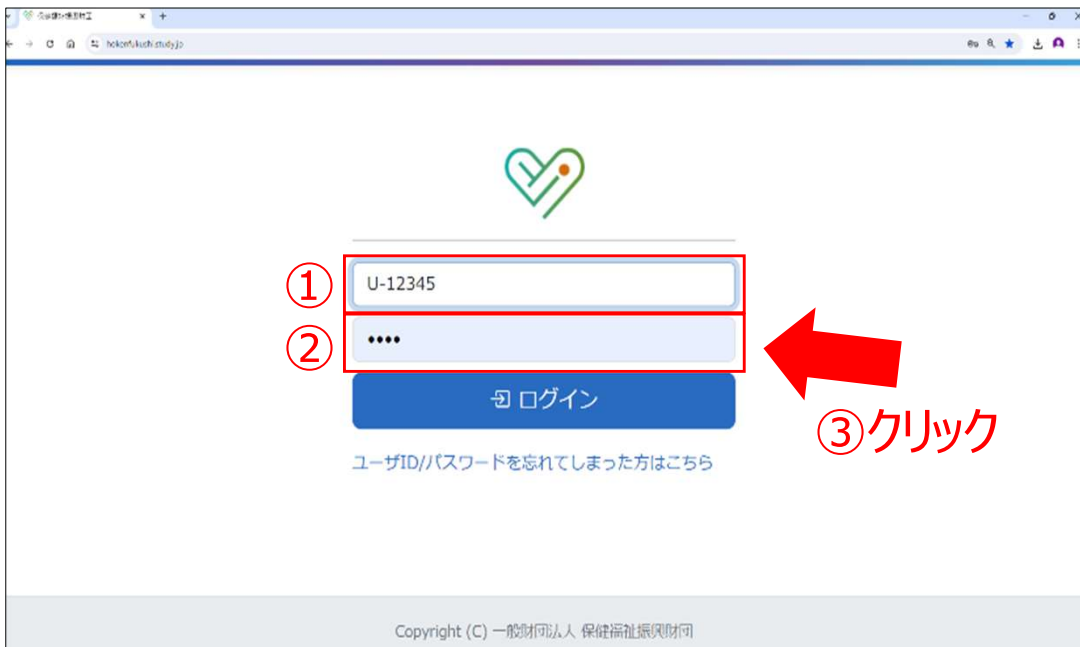 hokenfukushi.study.jp
① U-12345
② ••••
ログイン
③クリック
ユーザID/パスワードを忘れてしまった方はこちら
Copyright (C) 一般財団法人 保健福祉振興財団